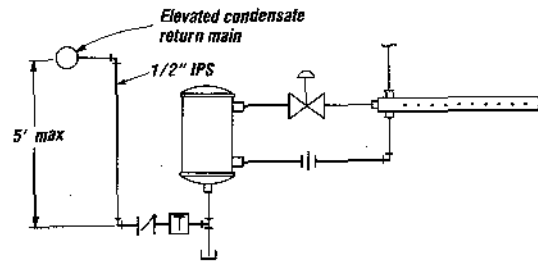 Elevated condensate
return main
1/2" IPS
5' max